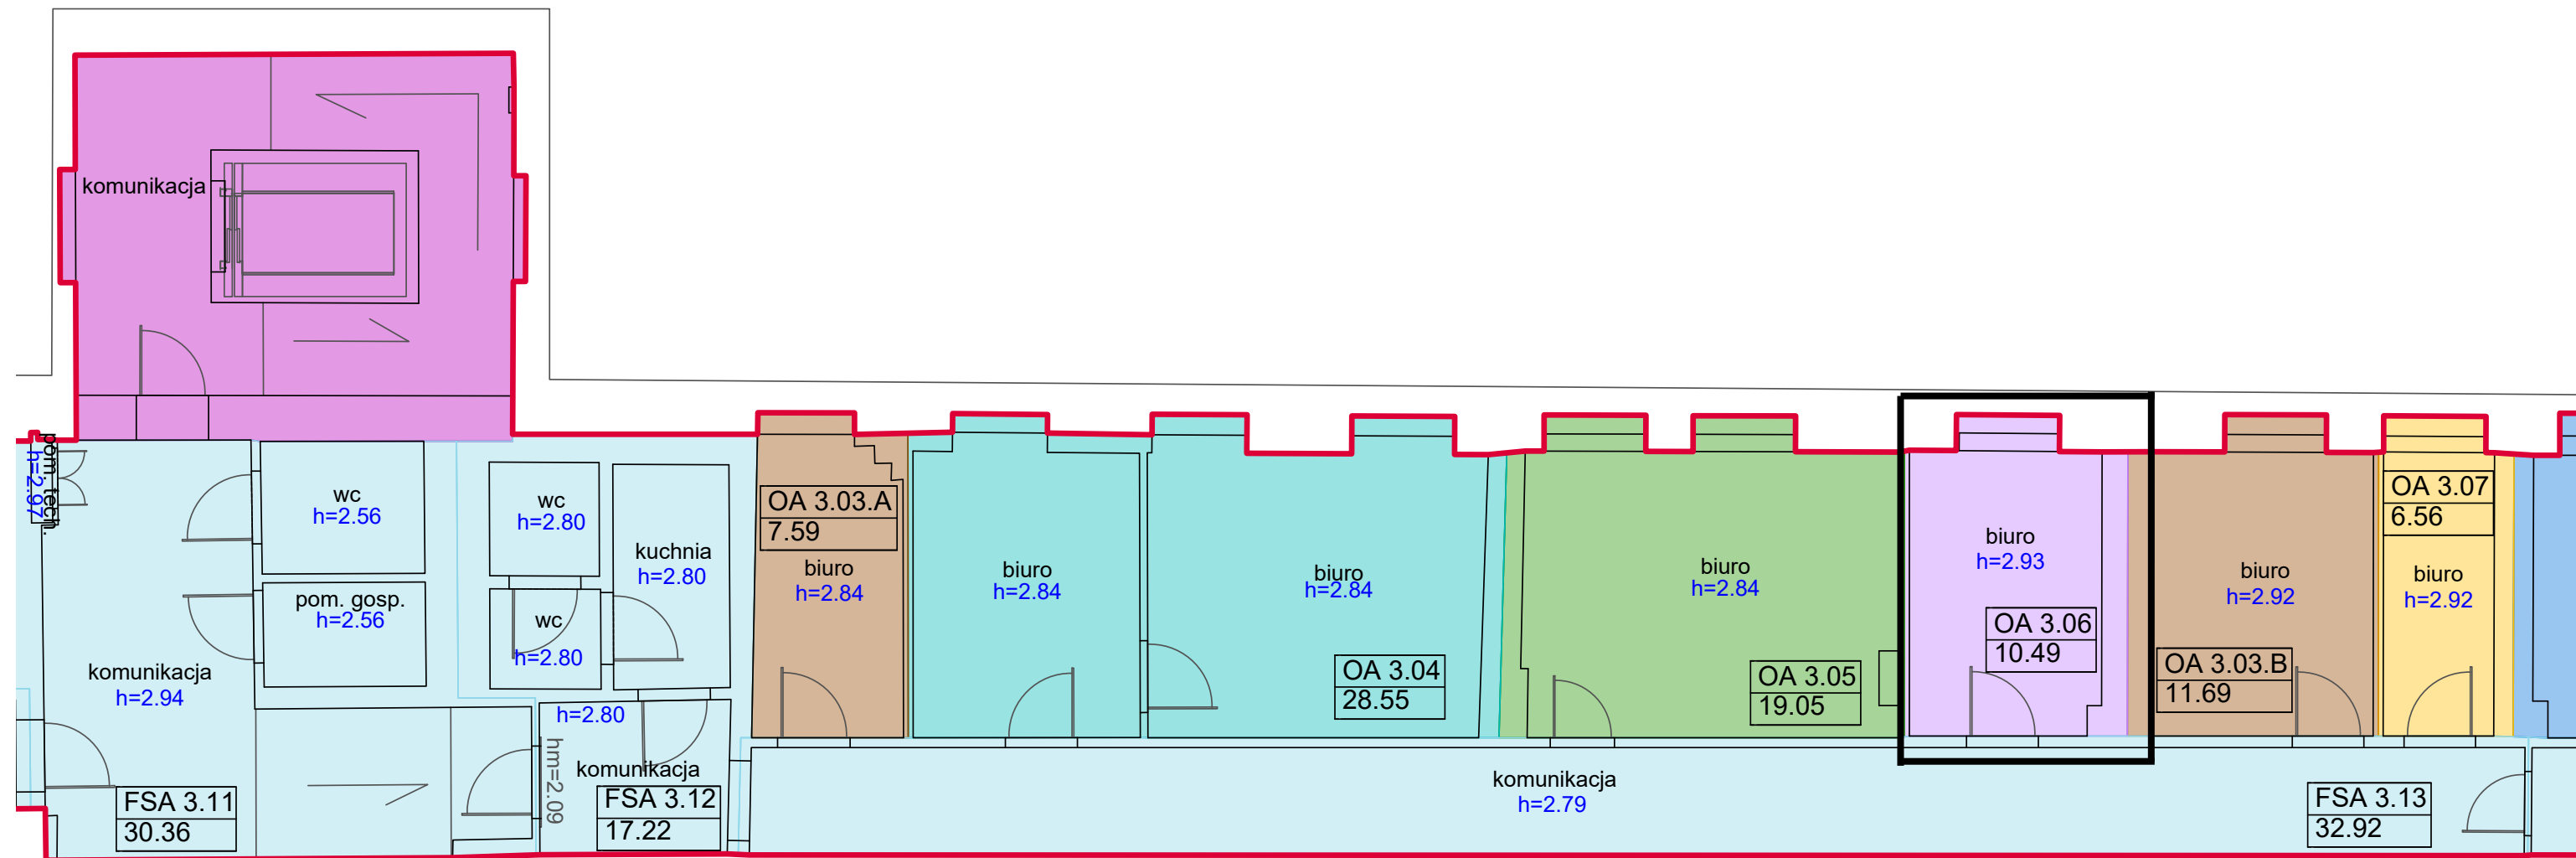 komunikacja
pom. tech.
h=2.97
wc
h=2.56
pom. gosp.
h=2.56
komunikacja
h=2.94
FSA 3.11
30.36
wc
h=2.80
wc
h=2.80
kuchnia
h=2.80
h=2.80
hm=2.09
komunikacja
FSA 3.12
17.22
OA 3.03.A
7.59
biuro
h=2.84
biuro
h=2.84
biuro
h=2.84
OA 3.04
28.55
biuro
h=2.84
OA 3.05
19.05
biuro
h=2.93
OA 3.06
10.49
biuro
h=2.92
OA 3.03.B
11.69
OA 3.07
6.56
biuro
h=2.92
komunikacja
h=2.79
FSA 3.13
32.92